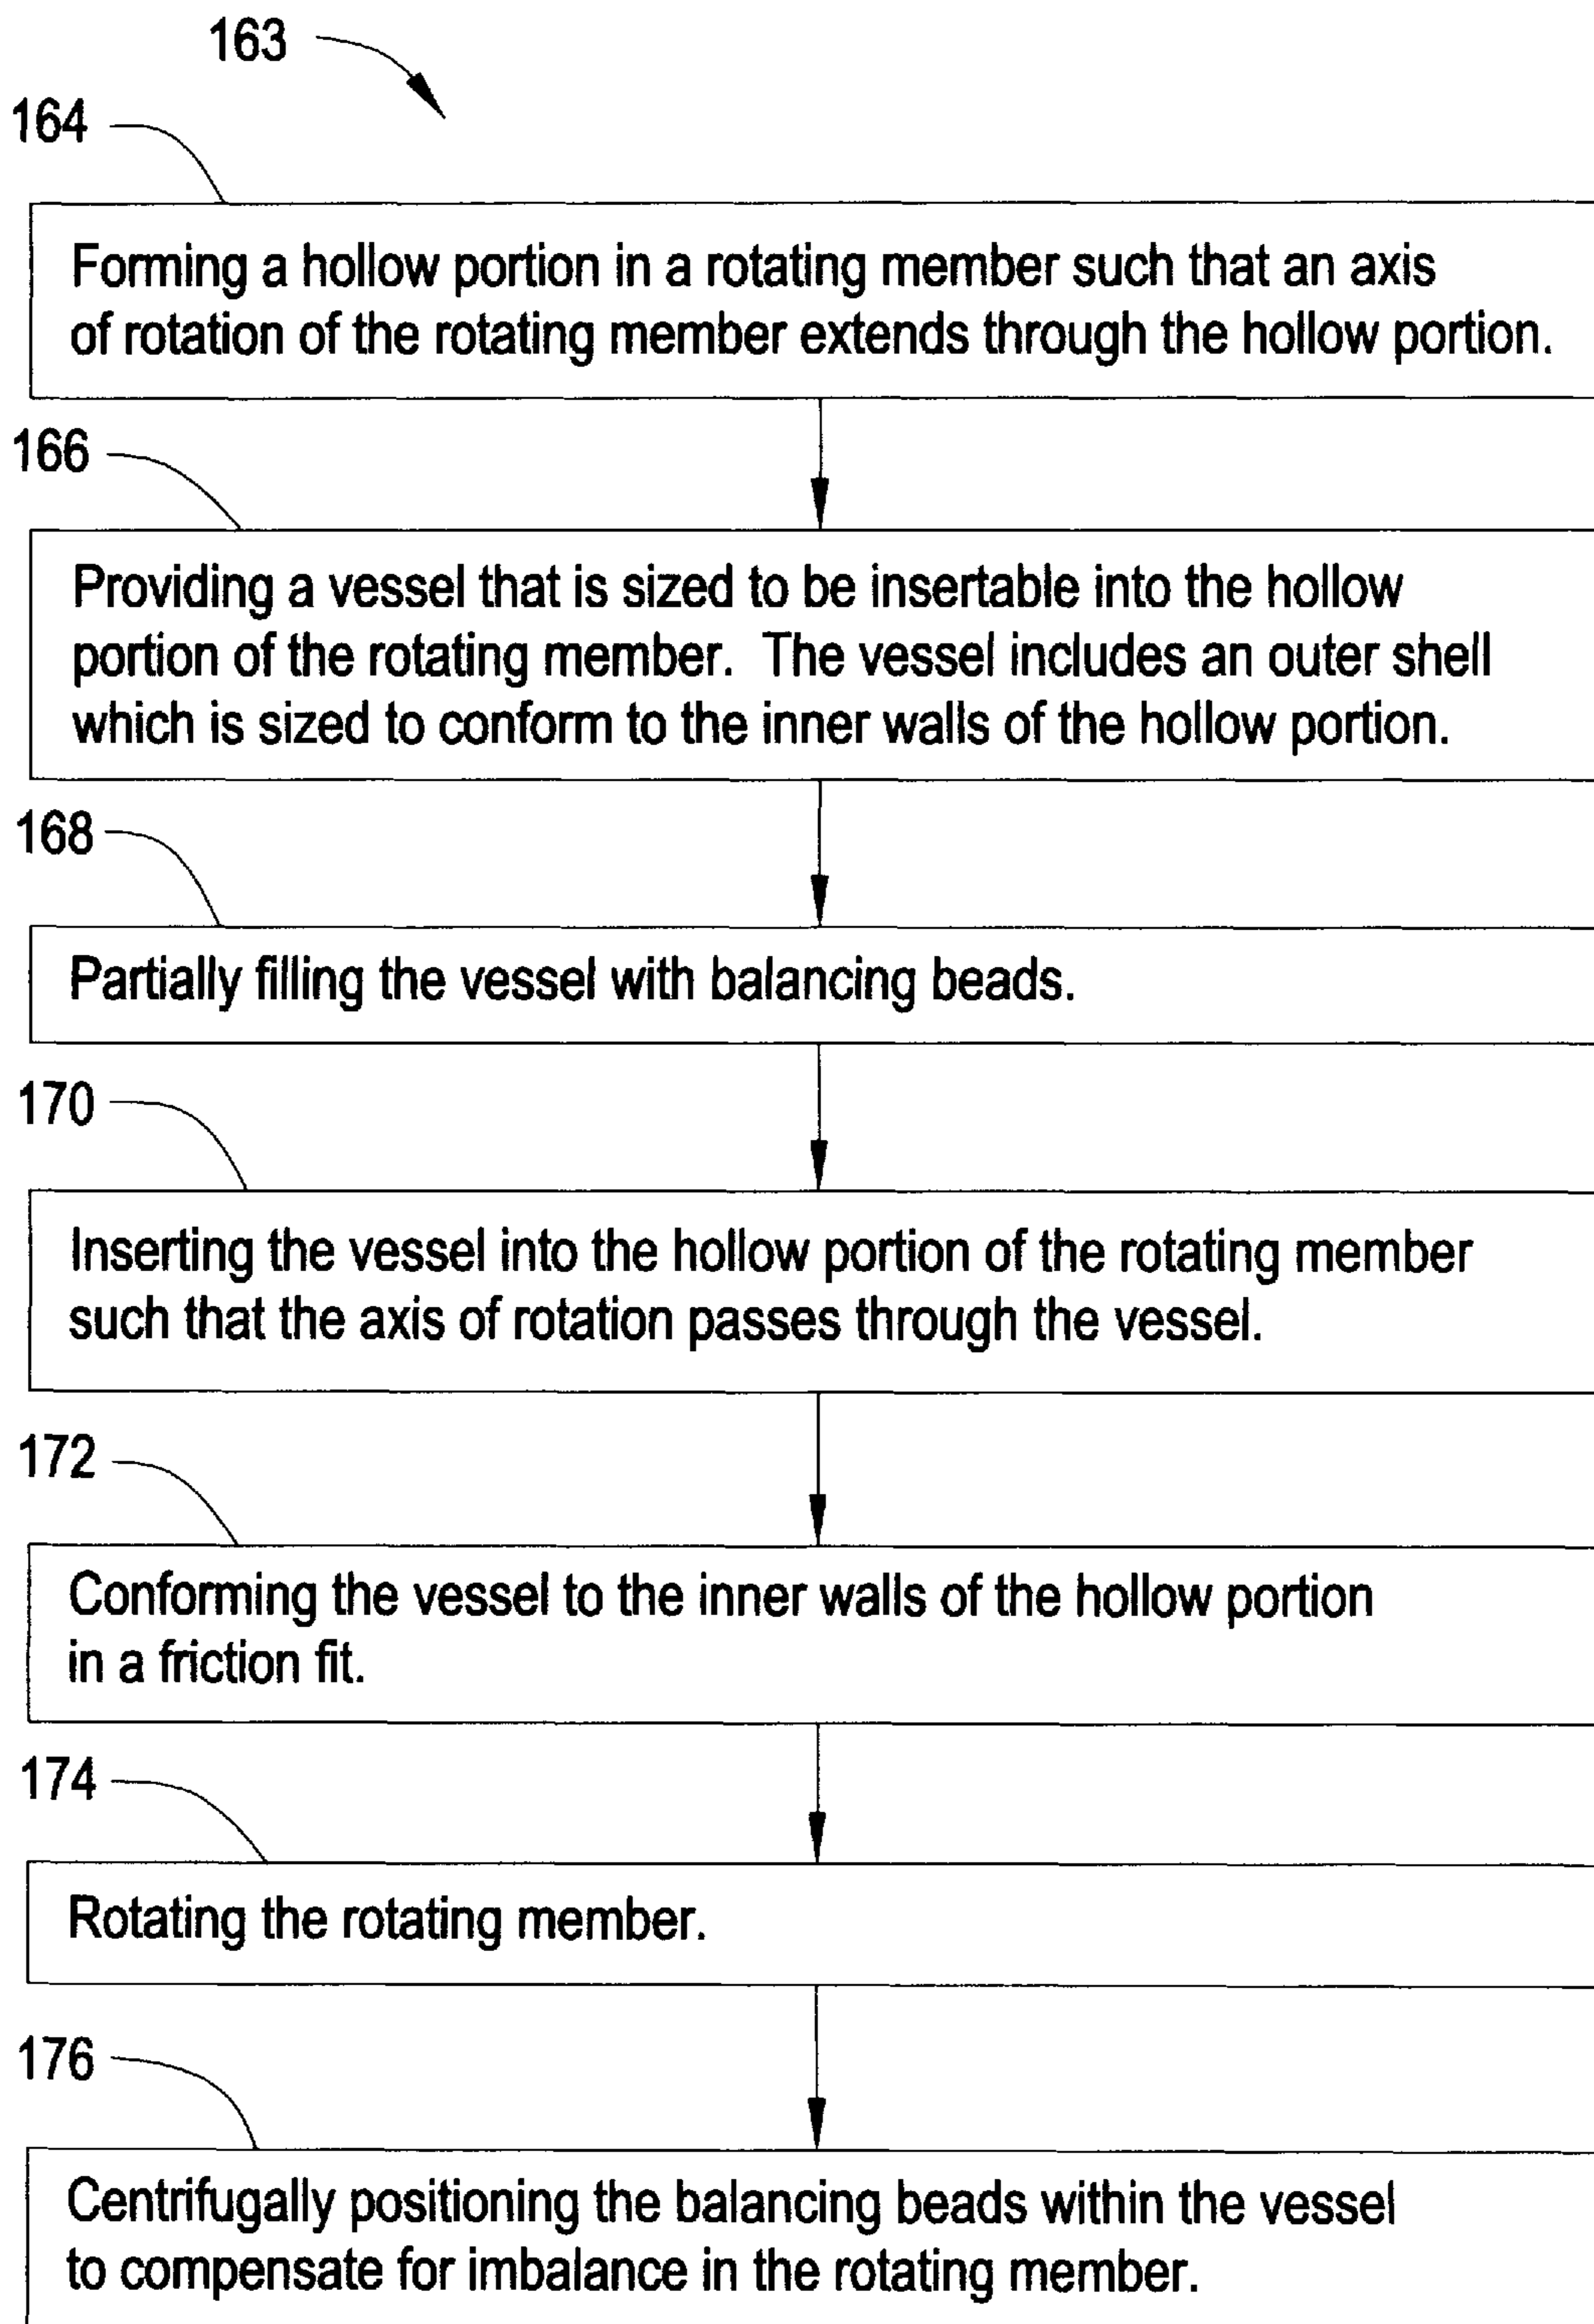 163
164
Forming a hollow portion in a rotating member such that an axis
of rotation of the rotating member extends through the hollow portion.
166
Providing a vessel that is sized to be insertable into the hollow
portion of the rotating member. The vessel includes an outer shell
which is sized to conform to the inner walls of the hollow portion.
168
Partially filling the vessel with balancing beads.
170
Inserting the vessel into the hollow portion of the rotating member
such that the axis of rotation passes through the vessel.
172
Conforming the vessel to the inner walls of the hollow portion
in a friction fit.
174
Rotating the rotating member.
176
Centrifugally positioning the balancing beads within the vessel
to compensate for imbalance in the rotating member.